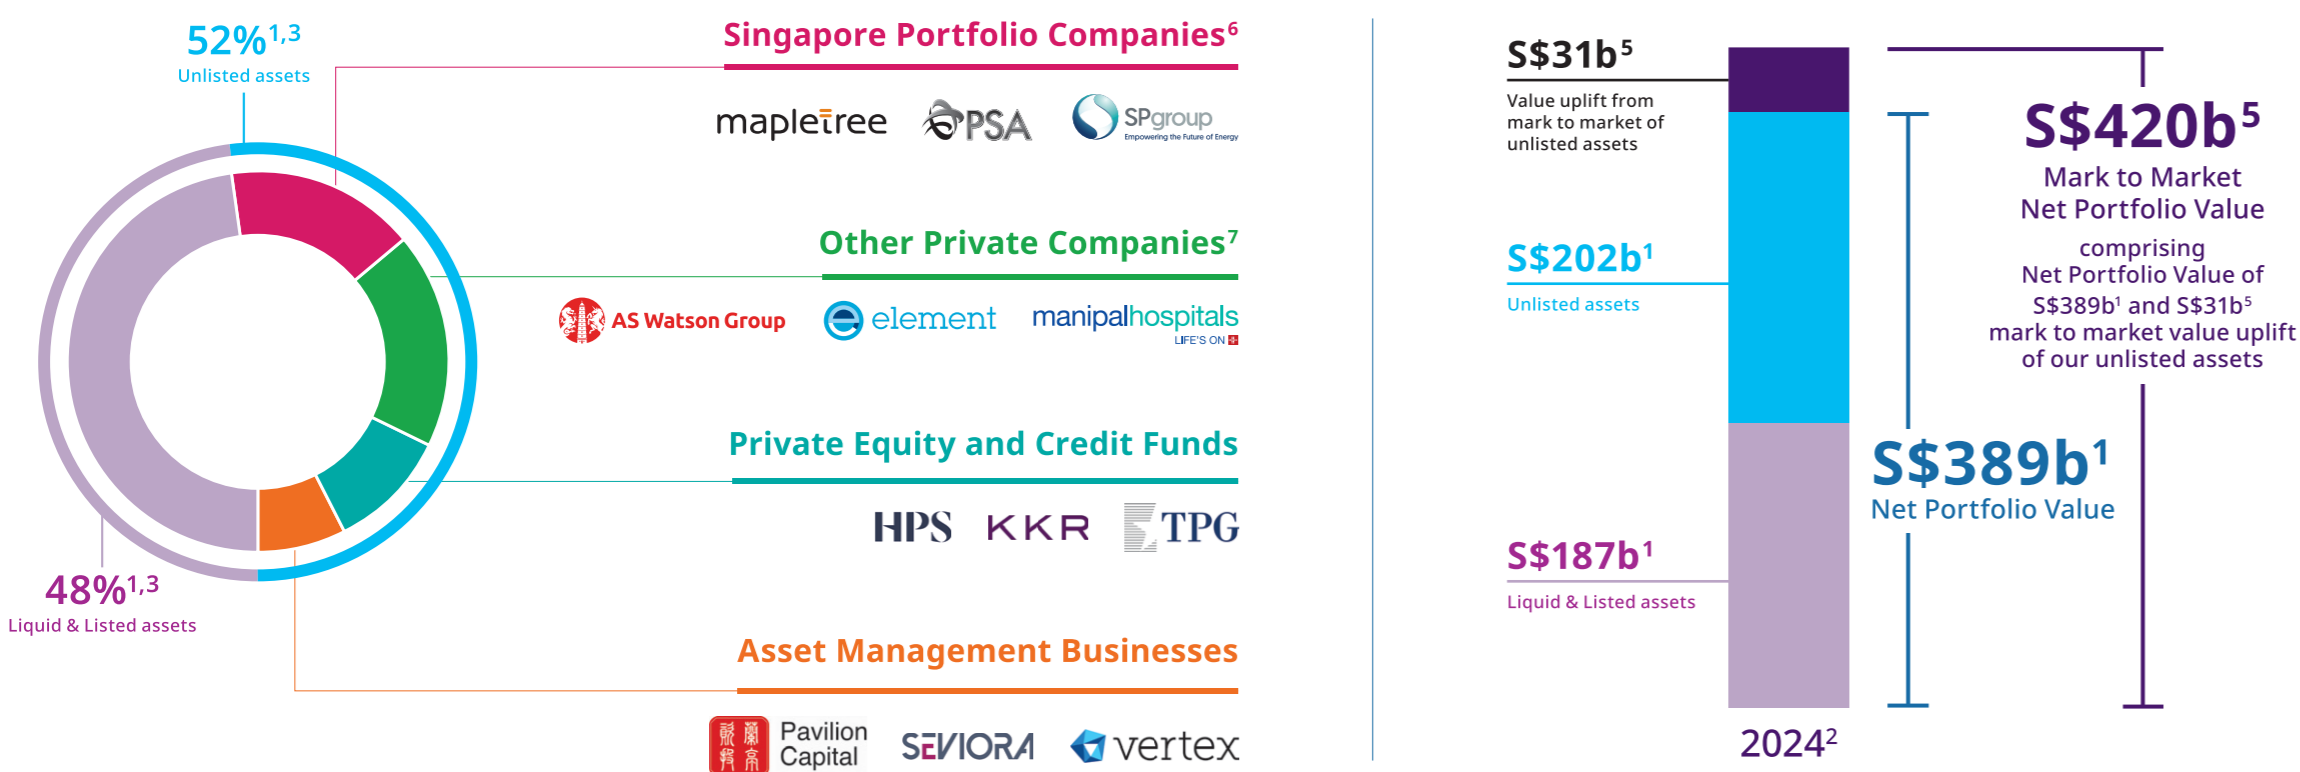 52%1,3
Unlisted assets
48%1,3
Liquid & Listed assets
Singapore Portfolio Companies6
mapletree
PSA
SPgroup
Empowering the Future of Energy
Other Private Companies7
AS Watson Group
element
manipalhospitals
LIFE'S ON
Private Equity and Credit Funds
HPS
KKR
TPG
Asset Management Businesses
Pavilion
Capital
SEVIORA
vertex
S$31b5
Value uplift from
mark to market of
unlisted assets
S$202b1
Unlisted assets
S$187b1
Liquid & Listed assets
20242
S$389b1
Net Portfolio Value
S$420b5
Mark to Market
Net Portfolio Value
comprising
Net Portfolio Value of
S$389b1 and S$31b5
mark to market value uplift
of our unlisted assets